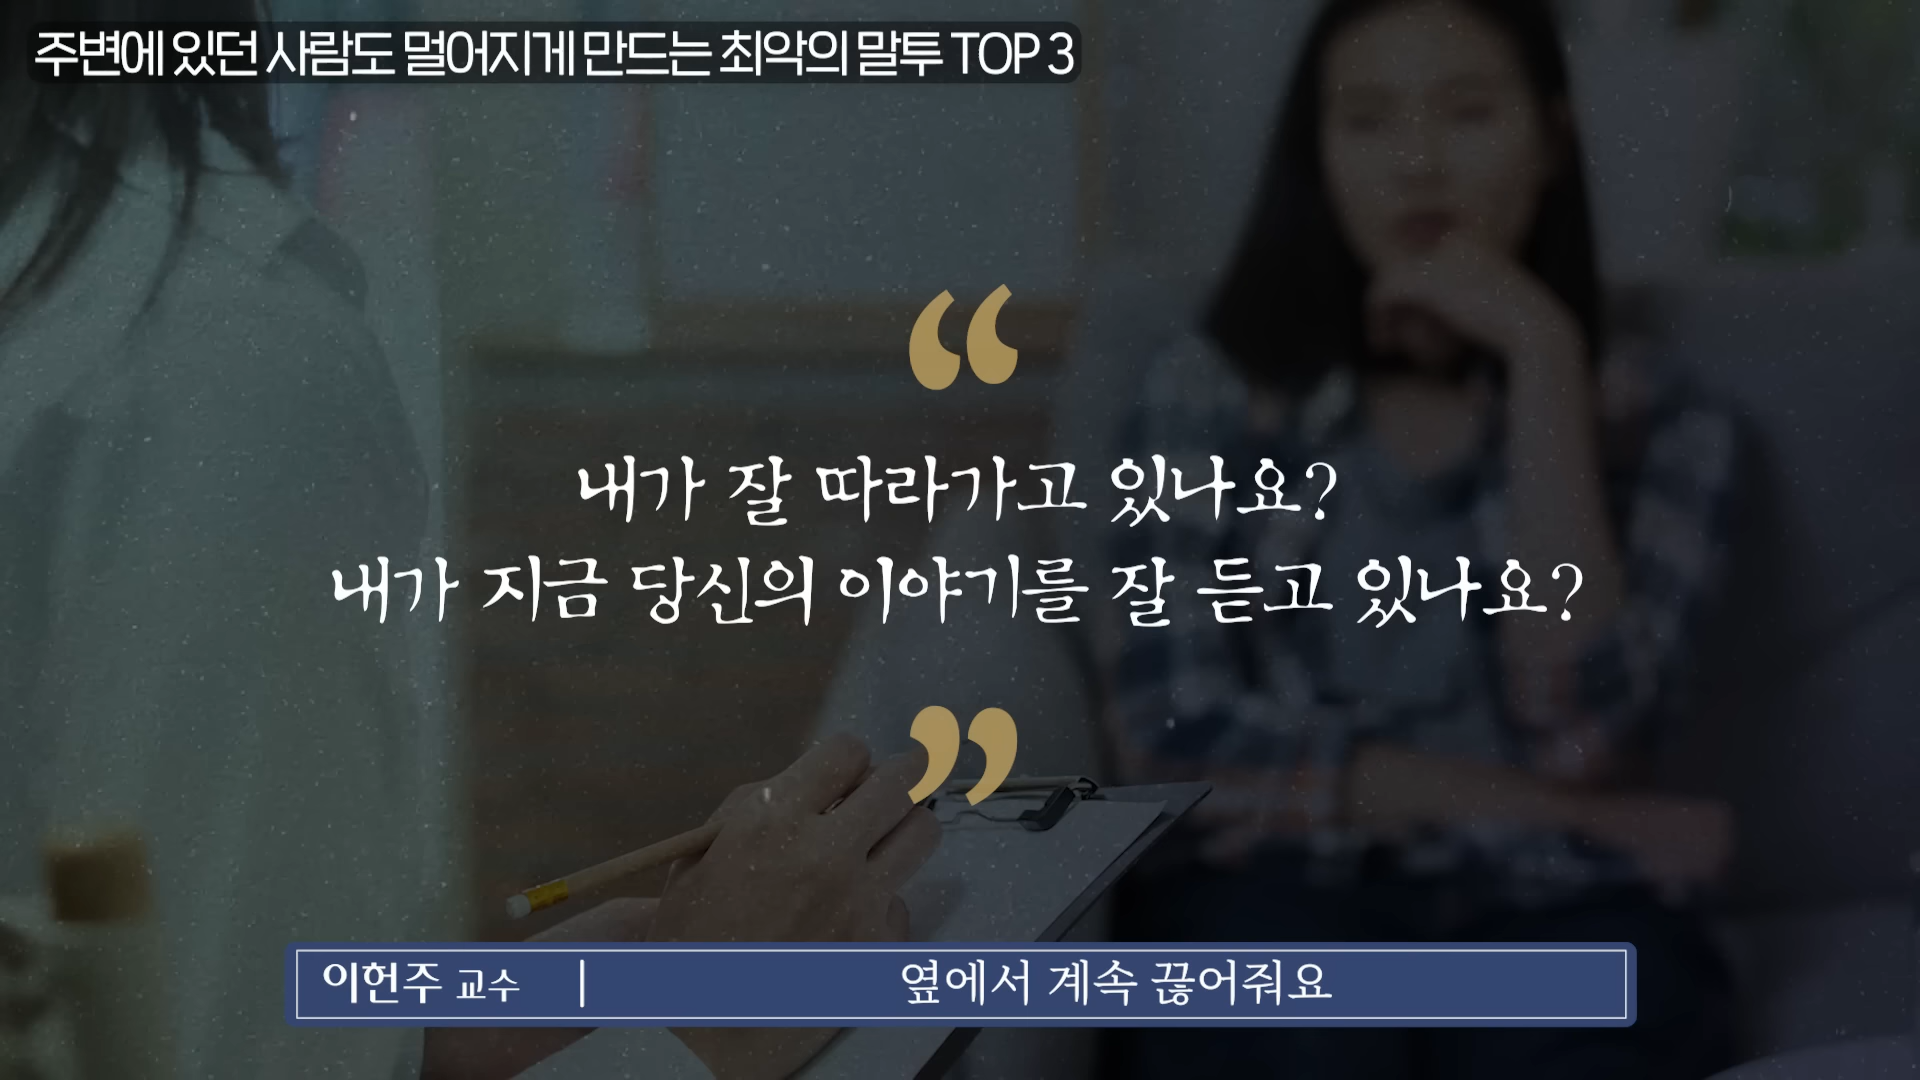 주변에 있던 사람도 멀어지게 만드는 최악의 말투 TOP 3
“
내가 잘 따라가고 있나요?
내가 지금 당신의 이야기를 잘 듣고 있나요?
”
이헌주 교수 | 옆에서 계속 끊어줘요